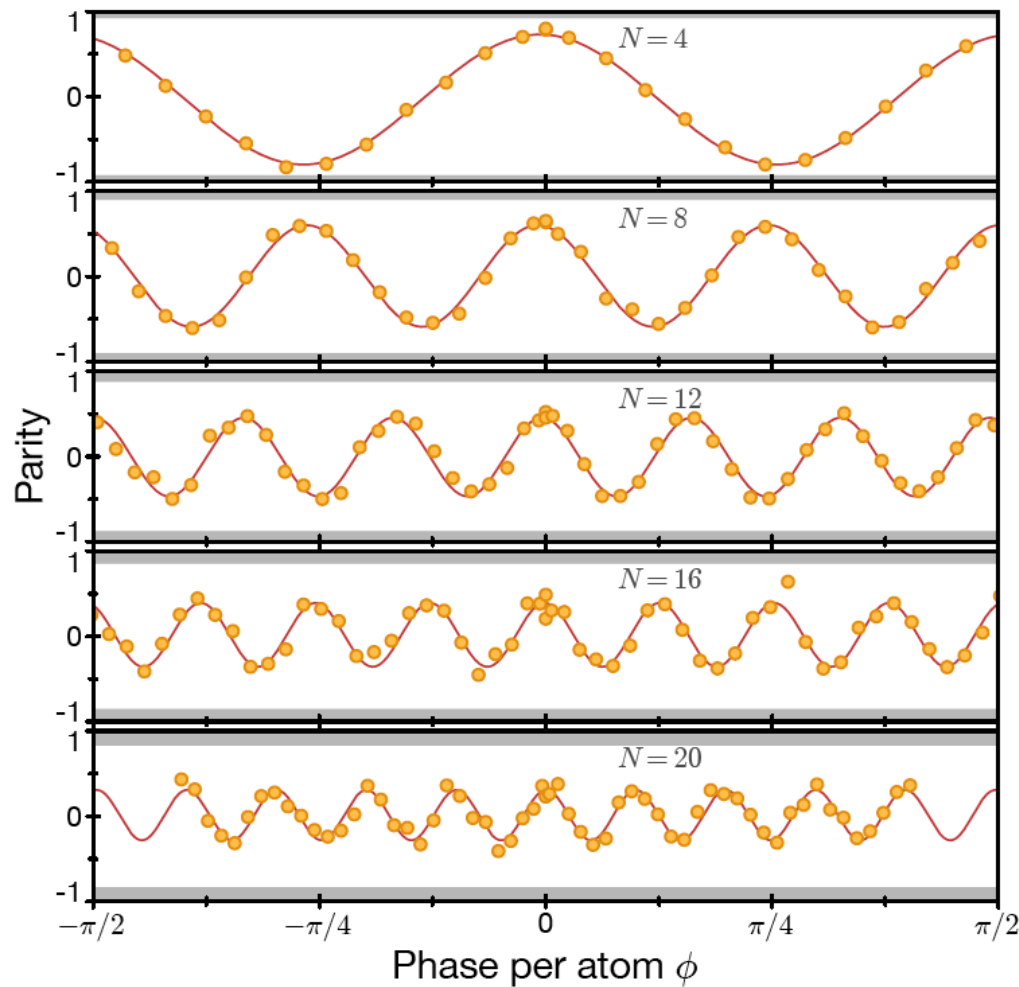 1
N = 4
0
-1
1
N = 8
0
-1
1
N = 12
0
-1
1
N = 16
0
-1
1
N = 20
0
-1
Parity
−π/2
−π/4
0
π/4
π/2
Phase per atom ϕ